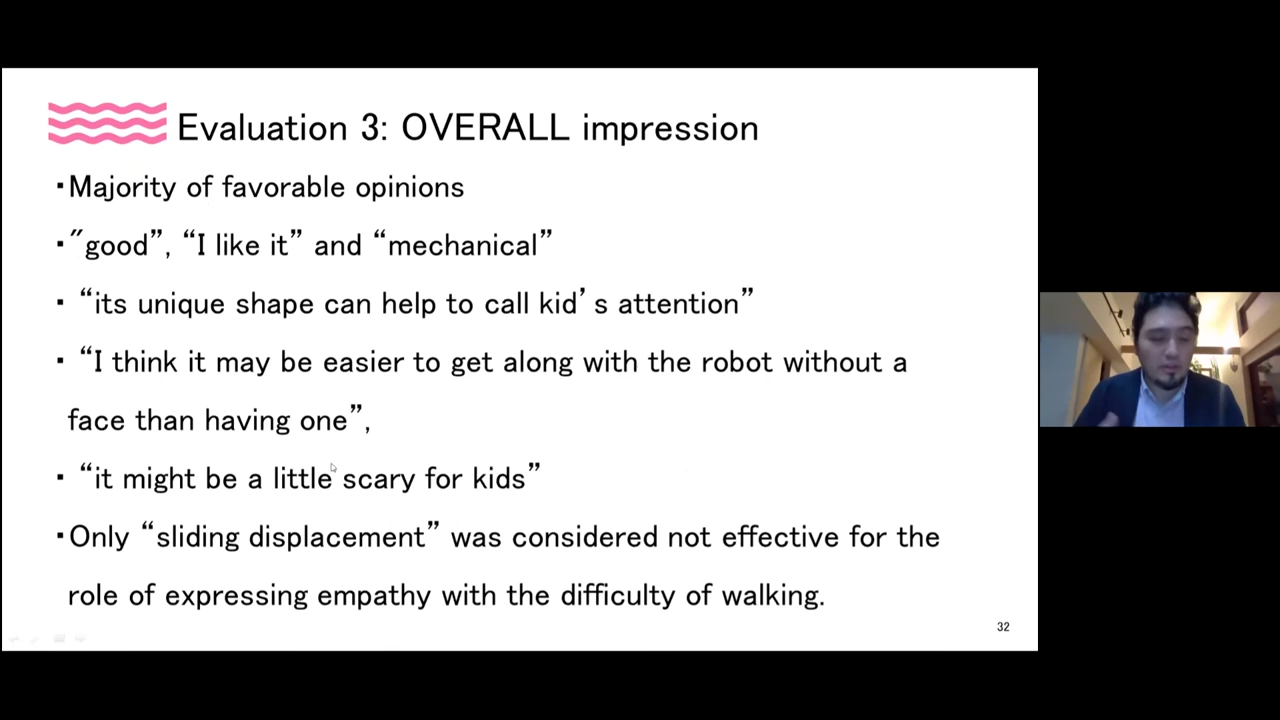 Evaluation 3: OVERALL impression
・Majority of favorable opinions
・"good”, “I like it” and “mechanical”
・ “its unique shape can help to call kid’s attention”
・ “I think it may be easier to get along with the robot without a
face than having one”,
・ “it might be a little scary for kids”
・Only “sliding displacement” was considered not effective for the
role of expressing empathy with the difficulty of walking.
32